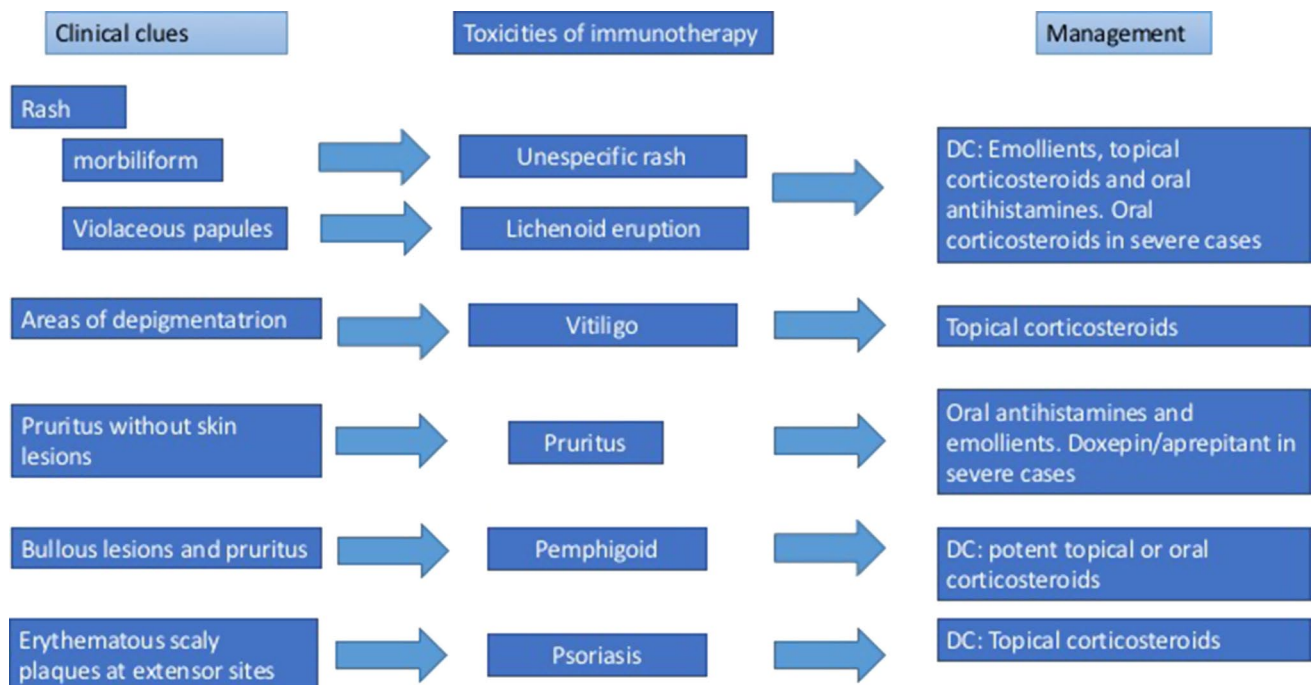 Clinical clues
Toxicities of immunotherapy
Management
Rash
morbiliform
Unespecific rash
Violaceous papules
Lichenoid eruption
DC: Emollients, topical
corticosteroids and oral
antihistamines. Oral
corticosteroids in severe cases
Areas of depigmentatrion
Vitiligo
Topical corticosteroids
Pruritus without skin
lesions
Pruritus
Oral antihistamines and
emollients. Doxepin/aprepitant in
severe cases
Bullous lesions and pruritus
Pemphigoid
DC: potent topical or oral
corticosteroids
Erythematous scaly
plaques at extensor sites
Psoriasis
DC: Topical corticosteroids